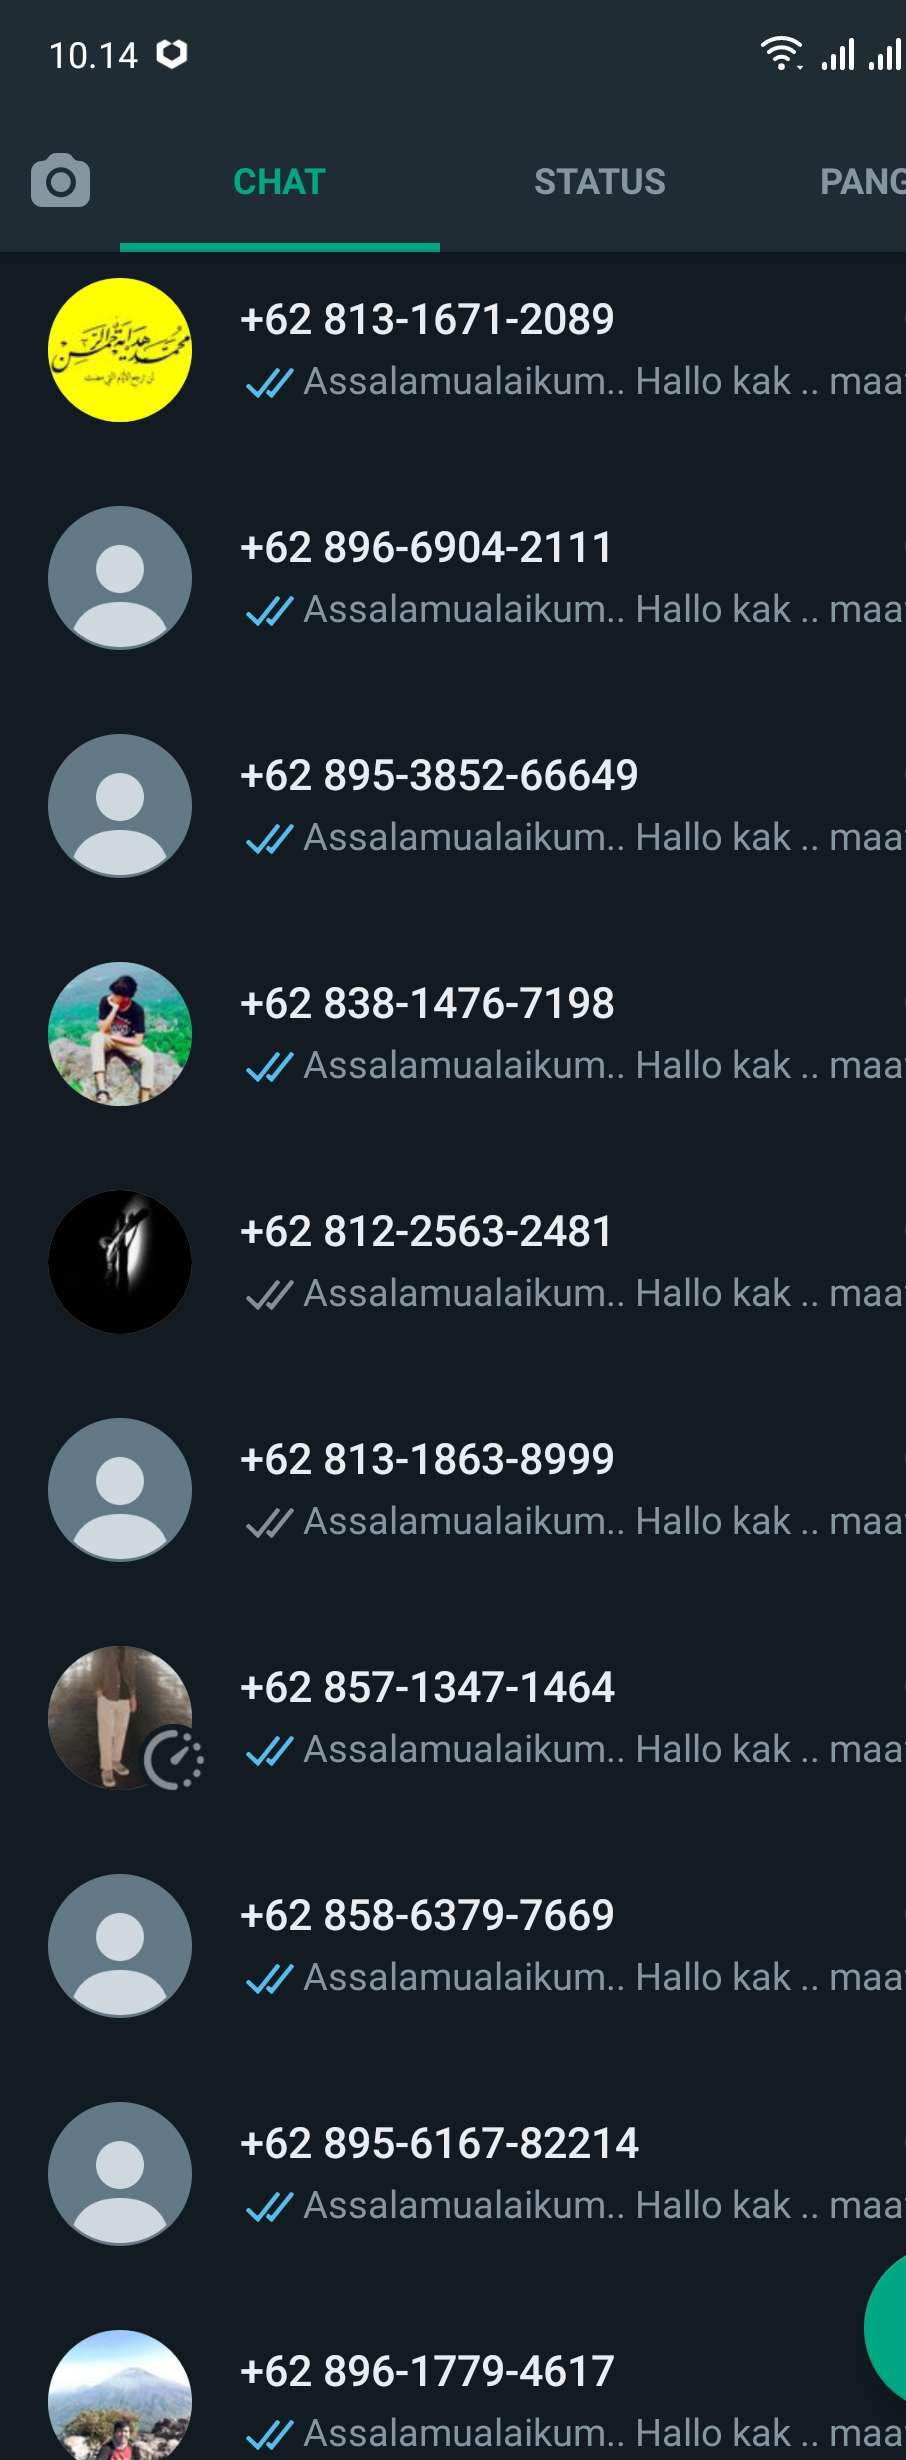 10.14
CHAT STATUS PANG
+62 813-1671-2089
Assalamualaikum.. Hallo kak .. maa
+62 896-6904-2111
Assalamualaikum.. Hallo kak .. maa
+62 895-3852-66649
Assalamualaikum.. Hallo kak .. maa
+62 838-1476-7198
Assalamualaikum.. Hallo kak .. maa
+62 812-2563-2481
Assalamualaikum.. Hallo kak .. maa
+62 813-1863-8999
Assalamualaikum.. Hallo kak .. maa
+62 857-1347-1464
Assalamualaikum.. Hallo kak .. maa
+62 858-6379-7669
Assalamualaikum.. Hallo kak .. maa
+62 895-6167-82214
Assalamualaikum.. Hallo kak .. maa
+62 896-1779-4617
Assalamualaikum.. Hallo kak .. maa